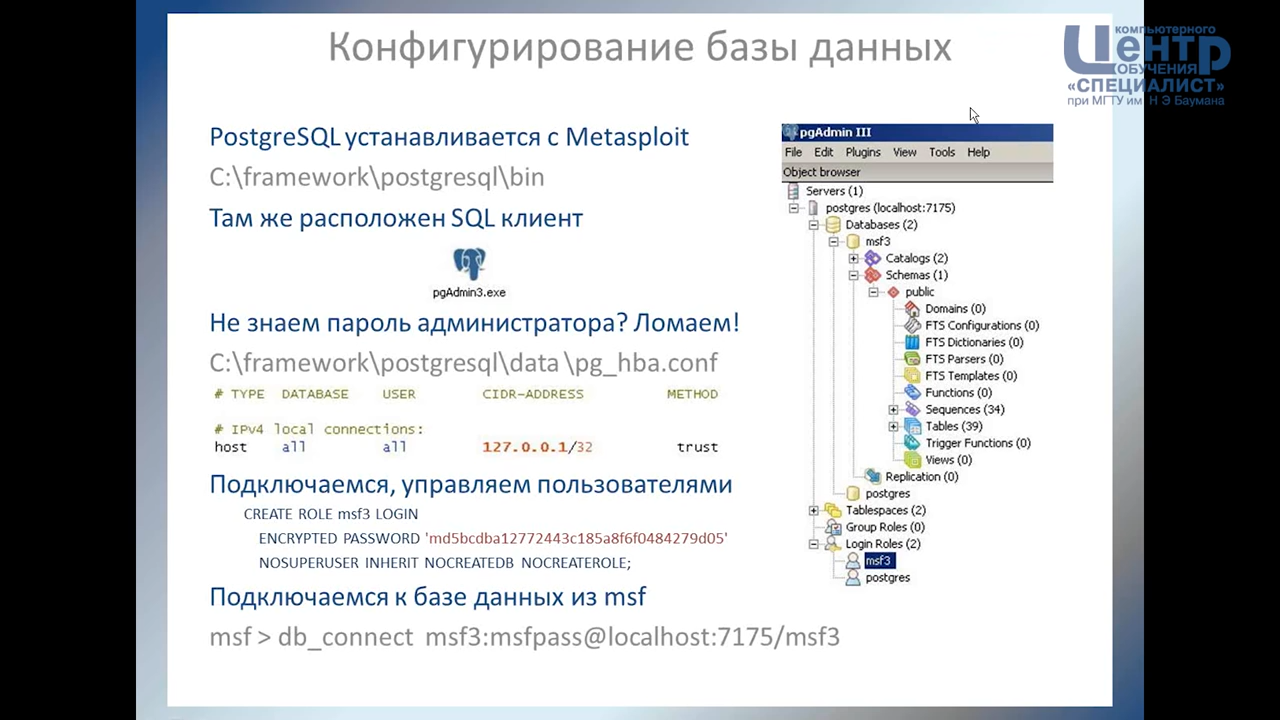 Конфигурирование базы данных
компьютерного
Центр
ОБУЧЕНИЯ
«СПЕЦИАЛИСТ»
при МГТУ им Н Э Баумана
PostgreSQL устанавливается с Metasploit
C:\framework\postgresql\bin
Там же расположен SQL клиент
pgAdmin3.exe
Не знаем пароль администратора? Ломаем!
C:\framework\postgresql\data \pg_hba.conf
# TYPE DATABASE USER CIDR-ADDRESS METHOD
# IPv4 local connections:
host all all 127.0.0.1/32 trust
Подключаемся, управляем пользователями
CREATE ROLE msf3 LOGIN
ENCRYPTED PASSWORD 'md5bcdba12772443c185a8f6f0484279d05'
NOSUPERUSER INHERIT NOCREATEDB NOCREATEROLE;
Подключаемся к базе данных из msf
msf > db_connect msf3:msfpass@localhost:7175/msf3
pgAdmin III
File Edit Plugins View Tools Help
Object browser
Servers (1)
postgres (localhost:7175)
Databases (2)
msf3
Catalogs (2)
Schemas (1)
public
Domains (0)
FTS Configurations (0)
FTS Dictionaries (0)
FTS Parsers (0)
FTS Templates (0)
Functions (0)
Sequences (34)
Tables (39)
Trigger Functions (0)
Views (0)
Replication (0)
postgres
Tablespaces (2)
Group Roles (0)
Login Roles (2)
msf3
postgres